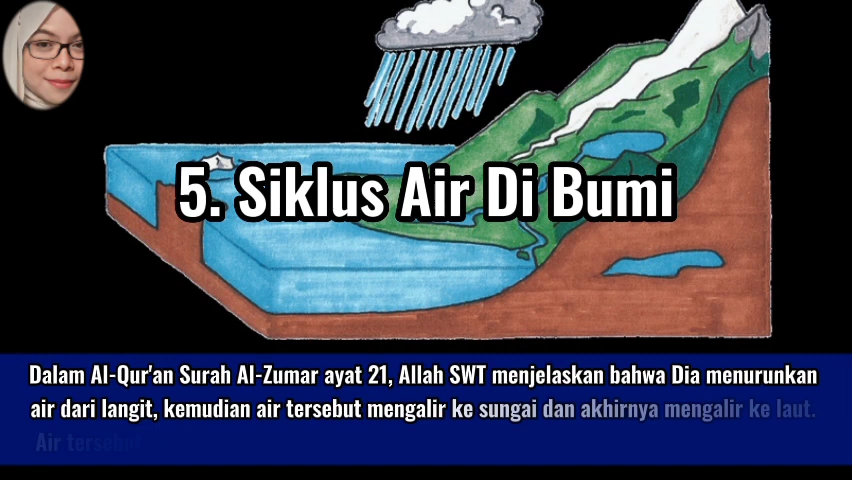 5. Siklus Air Di Bumi
Dalam Al-Qur'an Surah Al-Zumar ayat 21, Allah SWT menjelaskan bahwa Dia menurunkan
air dari langit, kemudian air tersebut mengalir ke sungai dan akhirnya mengalir ke laut.
Air tersebut